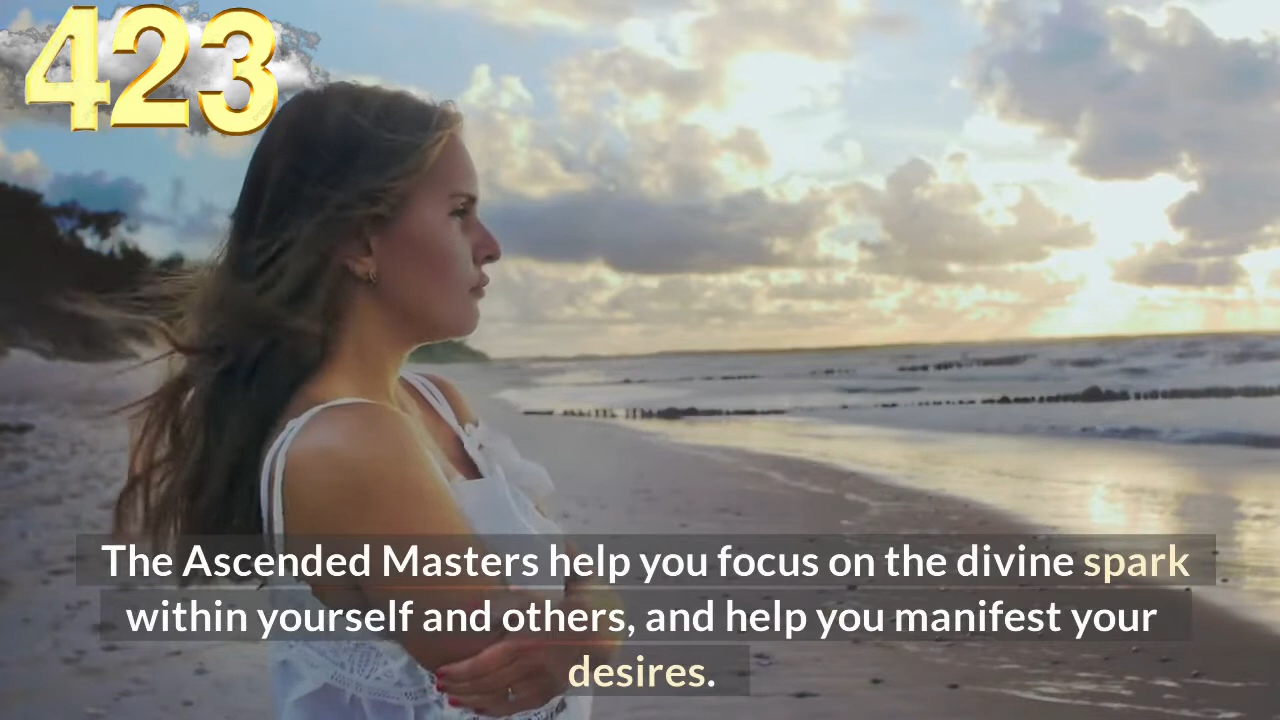 423
The Ascended Masters help you focus on the divine spark
within yourself and others, and help you manifest your
desires.